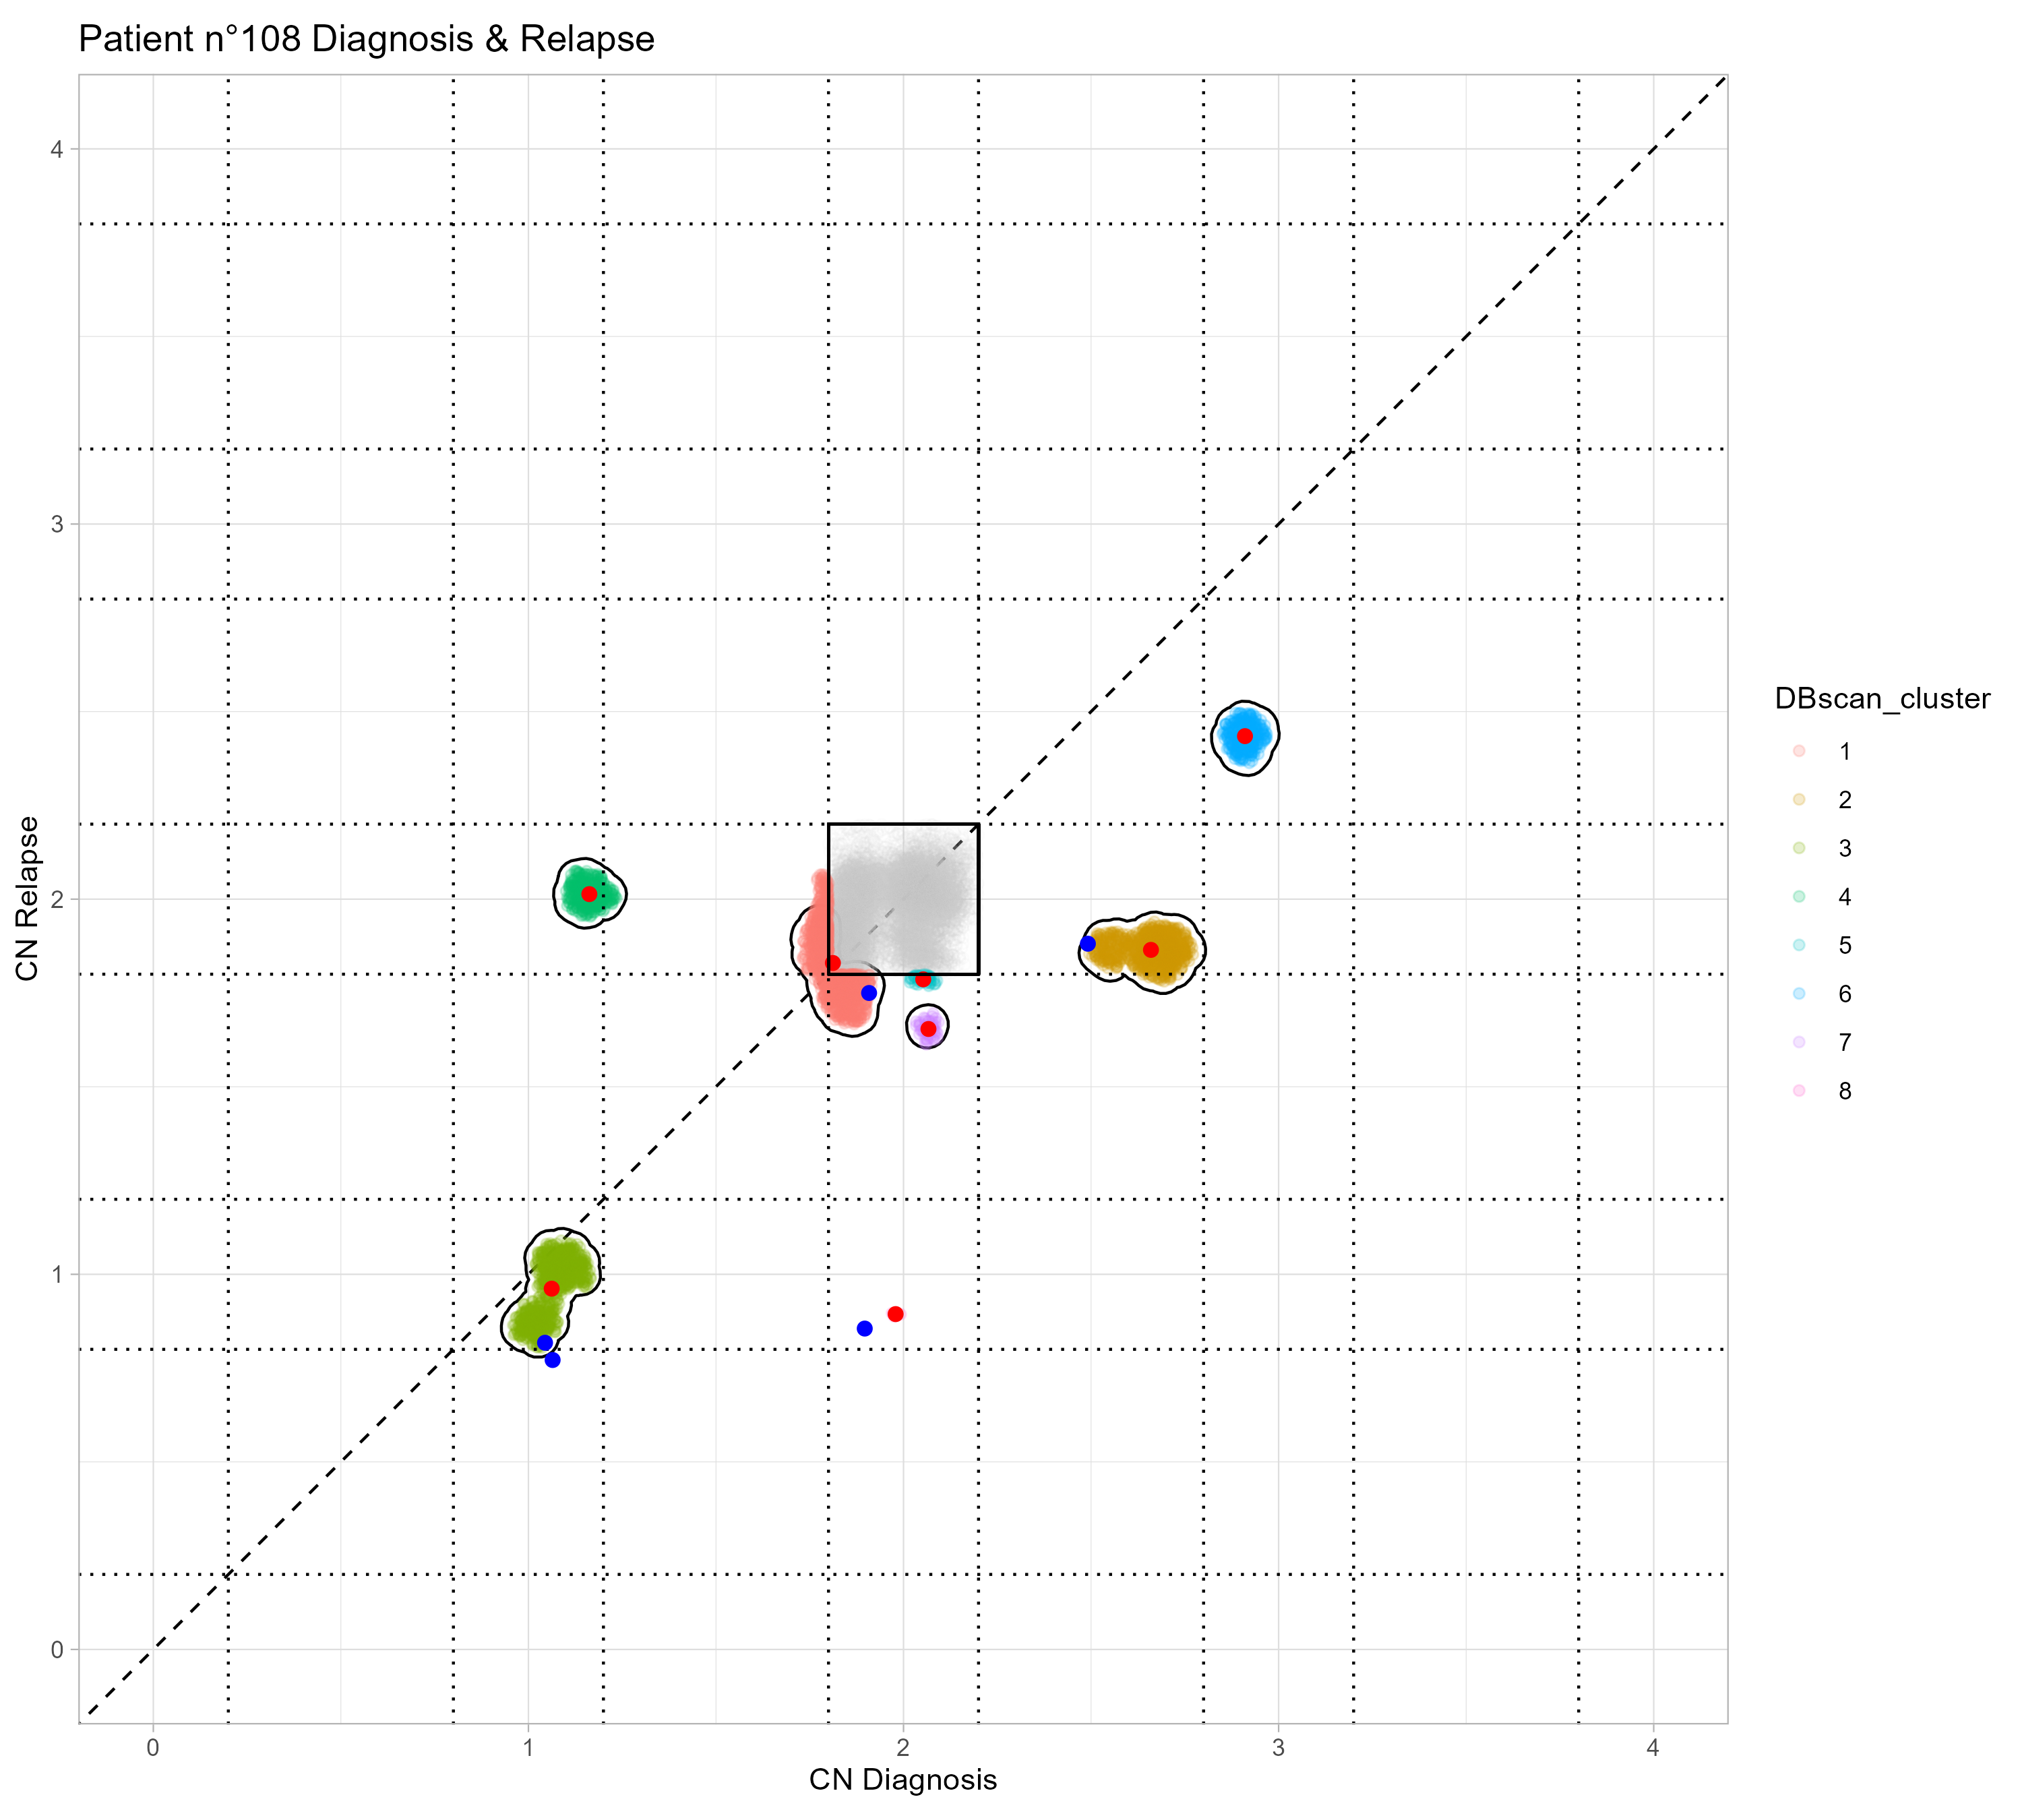 Patient n°108 Diagnosis & Relapse
4
3
2
1
0
CN Relapse
0 1 2 3 4
CN Diagnosis
DBscan_cluster
1
2
3
4
5
6
7
8